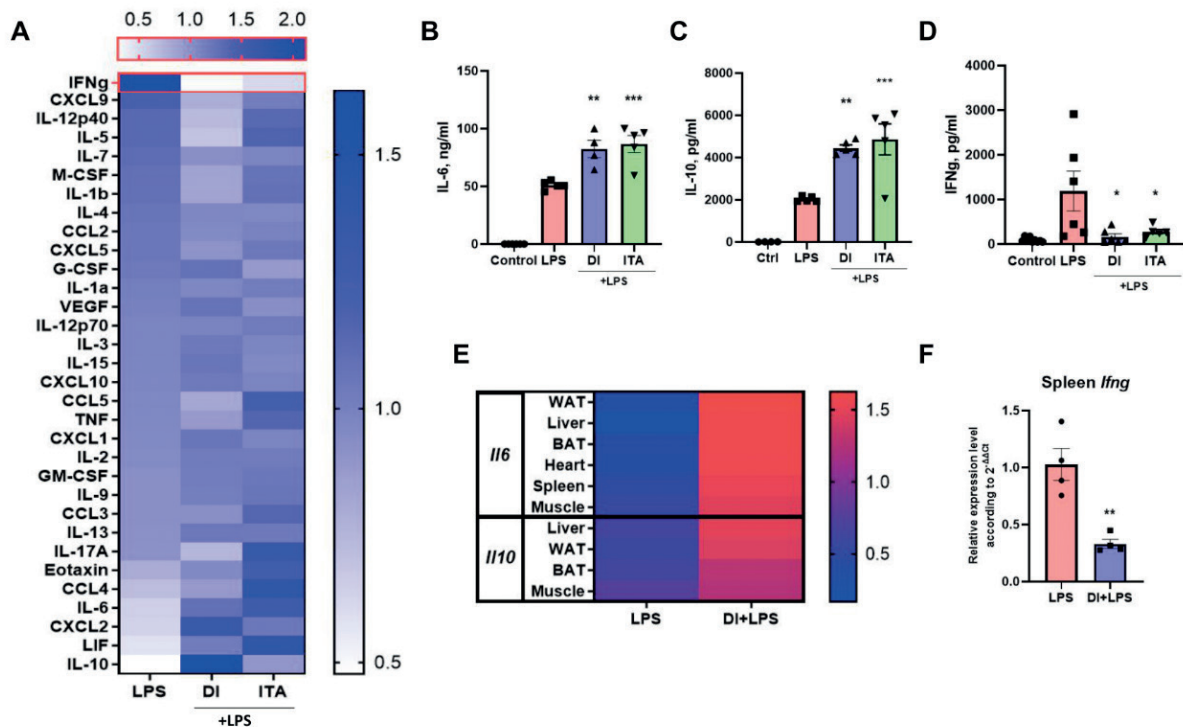 A
0.5 1.0 1.5 2.0
IFNg
CXCL9
IL-12p40
IL-5
IL-7
M-CSF
IL-1b
IL-4
CCL2
CXCL5
G-CSF
IL-1a
VEGF
IL-12p70
IL-3
IL-15
CXCL10
CCL5
TNF
CXCL1
IL-2
GM-CSF
IL-9
CCL3
IL-13
IL-17A
Eotaxin
CCL4
IL-6
CXCL2
LIF
IL-10
LPS DI ITA
+LPS
1.5
1.0
0.5
B
IL-6, ng/ml
150
100
50
0
** ***
Control LPS DI ITA
+LPS
C
IL-10, pg/ml
8000
6000
4000
2000
0
** ***
Ctrl LPS DI ITA
+LPS
D
IFNg, pg/ml
4000
3000
2000
1000
0
* *
Control LPS DI ITA
+LPS
E
Il6
WAT
Liver
BAT
Heart
Spleen
Muscle
Il10
Liver
WAT
BAT
Muscle
LPS DI+LPS
1.5
1.0
0.5
F
Spleen Ifng
Relative expression level
according to 2-ΔΔCt
1.5
1.0
0.5
0.0
**
LPS
DI+LPS